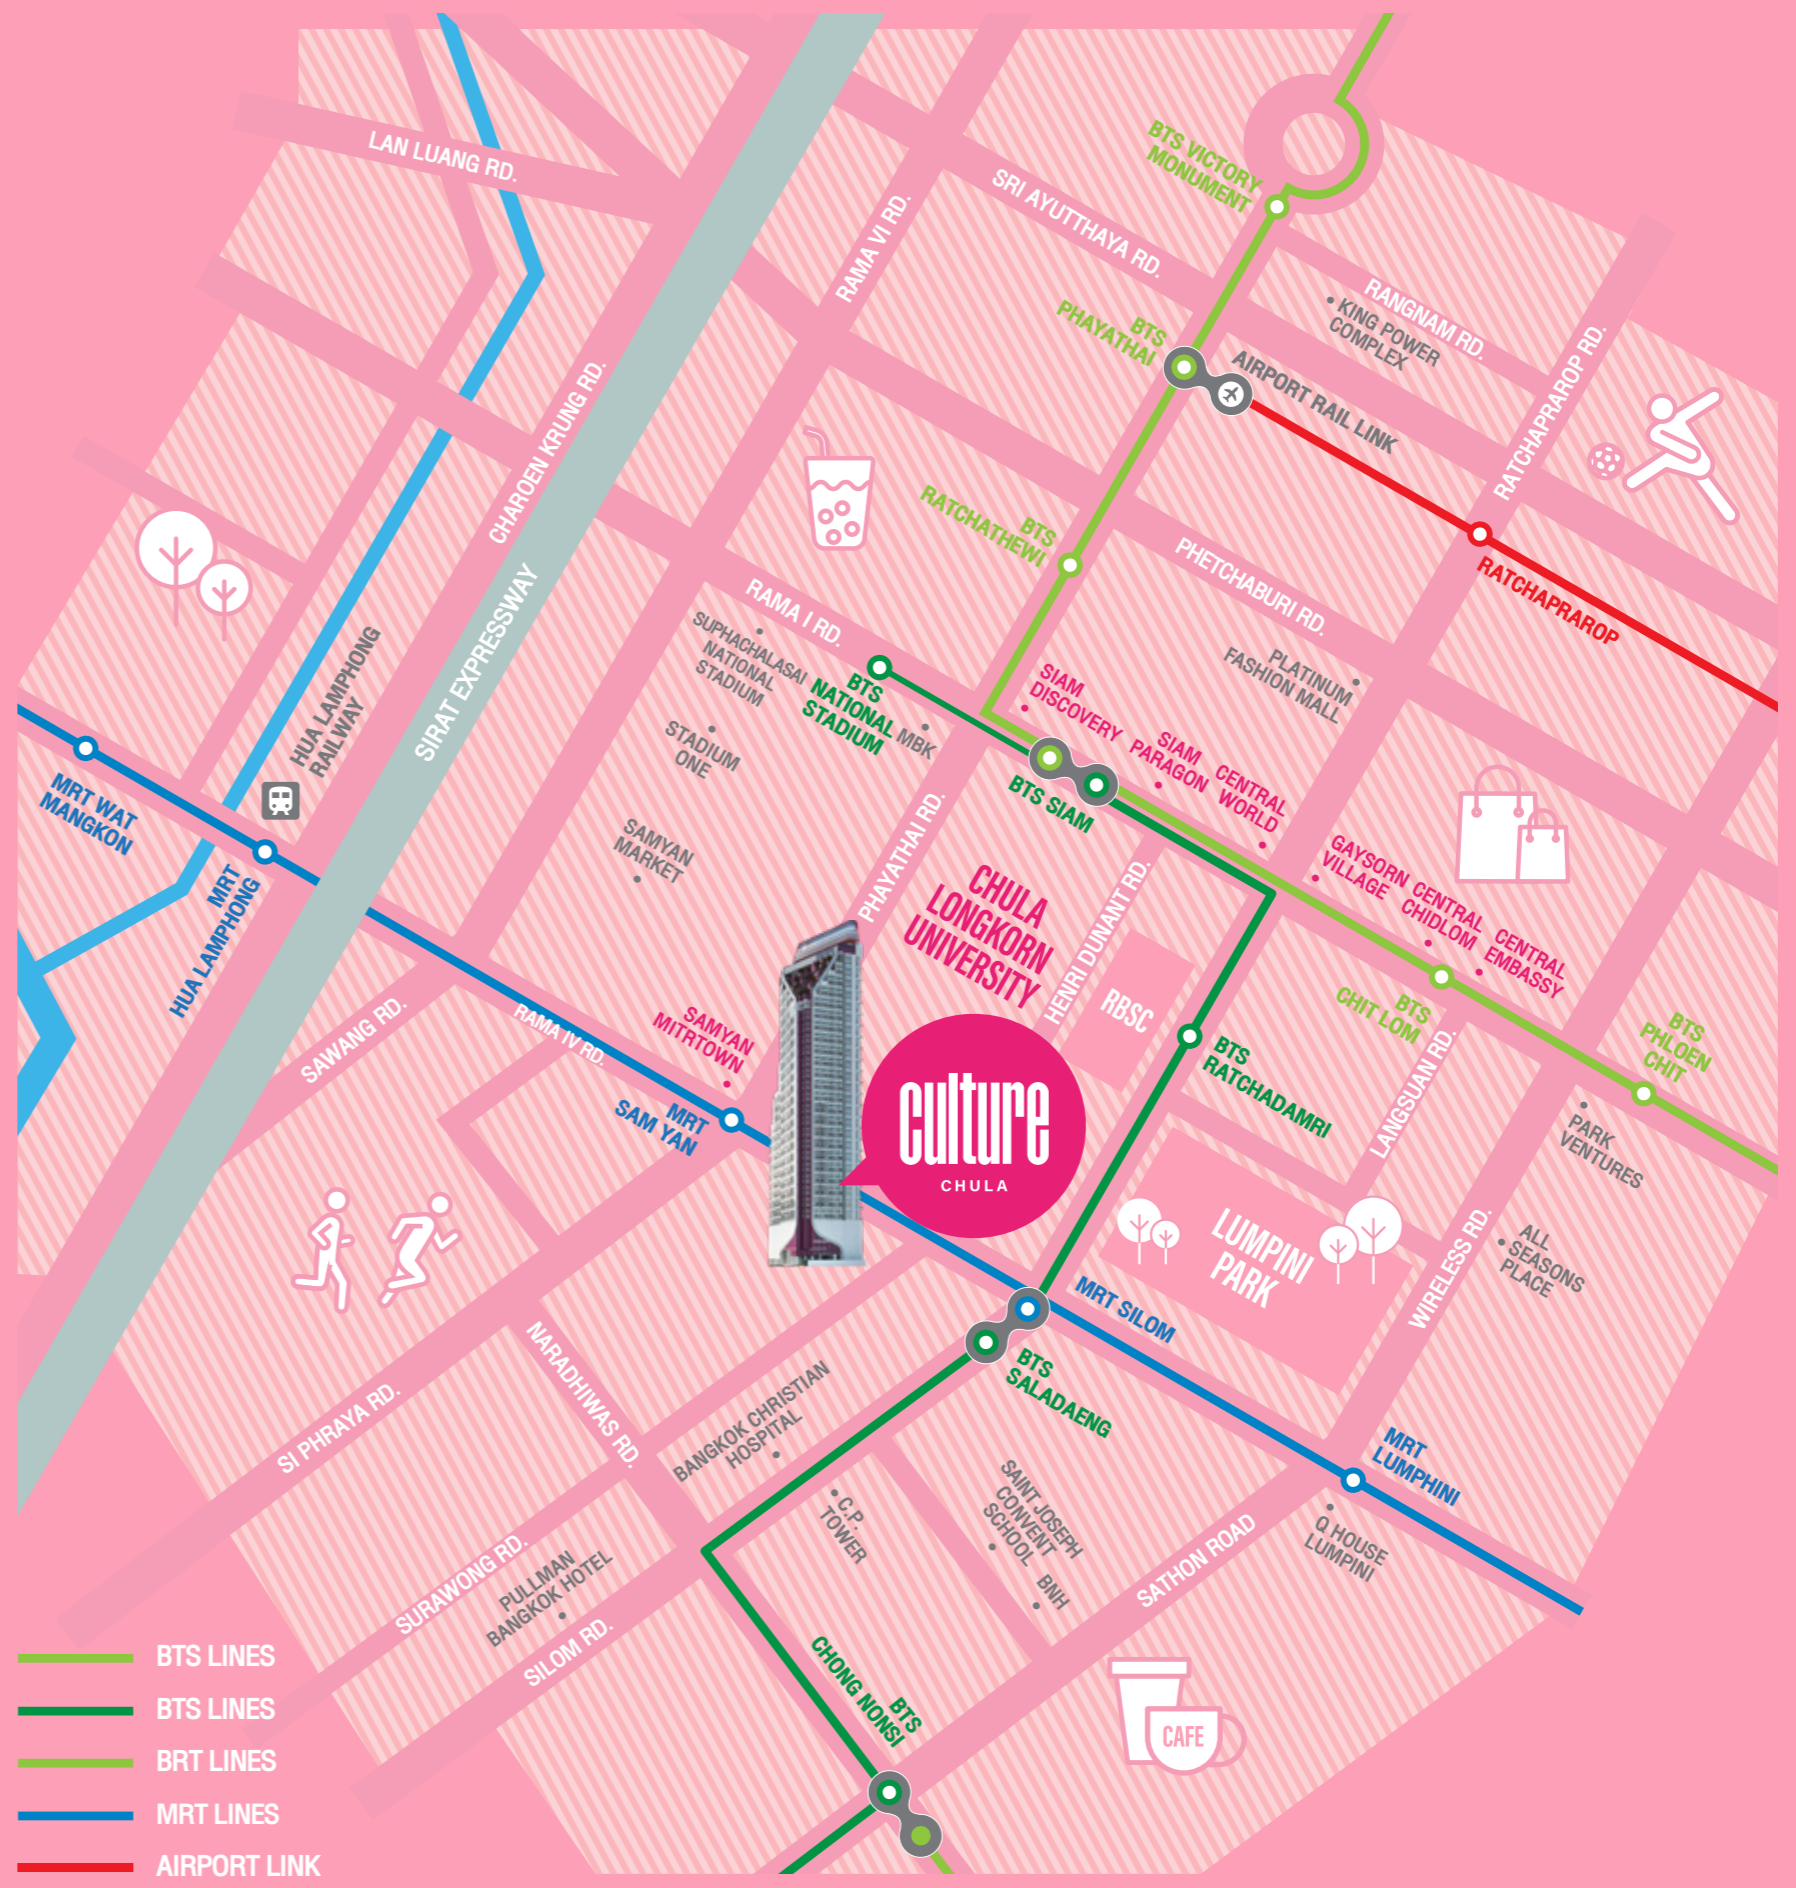 LAN LUANG RD.
BTS VICTORY
MONUMENT
SRI AYUTTHAYA RD.
RAMA VI RD.
RANGNAM RD.
KING POWER
COMPLEX
BTS
PHAYATHAI
AIRPORT RAIL LINK
RATCHAPRAROP RD.
CHAROEN KRUNG RD.
BTS
RATCHATHEWI
PHETCHABURI RD.
RATCHAPRAROP
RAMA I RD.
SIRAT EXPRESSWAY
HUA LAMPHONG
RAILWAY
SUPHACHALASAI
NATIONAL
STADIUM
BTS
NATIONAL
STADIUM
MBK
STADIUM
ONE
SIAM
DISCOVERY
SIAM
PARAGON
CENTRAL
WORLD
PLATINUM
FASHION MALL
BTS SIAM
MRT WAT
MANGKON
MRT
HUA LAMPHONG
SAMYAN
MARKET
PHAYATHAI RD.
CHULA
LONGKORN
UNIVERSITY
HENRI DUNANT RD.
RBSC
GAYSORN
VILLAGE
CENTRAL
CHIDLOM
CENTRAL
EMBASSY
BTS
CHIT LOM
BTS
PHLOEN
CHIT
SAWANG RD.
RAMA IV RD.
SAMYAN
MITRTOWN
MRT
SAM YAN
culture
CHULA
BTS
RATCHADAMRI
LANGSUAN RD.
PARK
VENTURES
LUMPINI
PARK
WIRELESS RD.
ALL
SEASONS
PLACE
MRT SILOM
BTS
SALADAENG
NARADHIWAS RD.
SI PHRAYA RD.
BANGKOK CHRISTIAN
HOSPITAL
MRT
LUMPHINI
C.P.
TOWER
SAINT JOSEPH
CONVENT
SCHOOL
BNH
SATHON ROAD
Q HOUSE
LUMPINI
SURAWONG RD.
PULLMAN
BANGKOK HOTEL
SILOM RD.
BTS
CHONG NONSI
CAFE
BTS LINES
BTS LINES
BRT LINES
MRT LINES
AIRPORT LINK